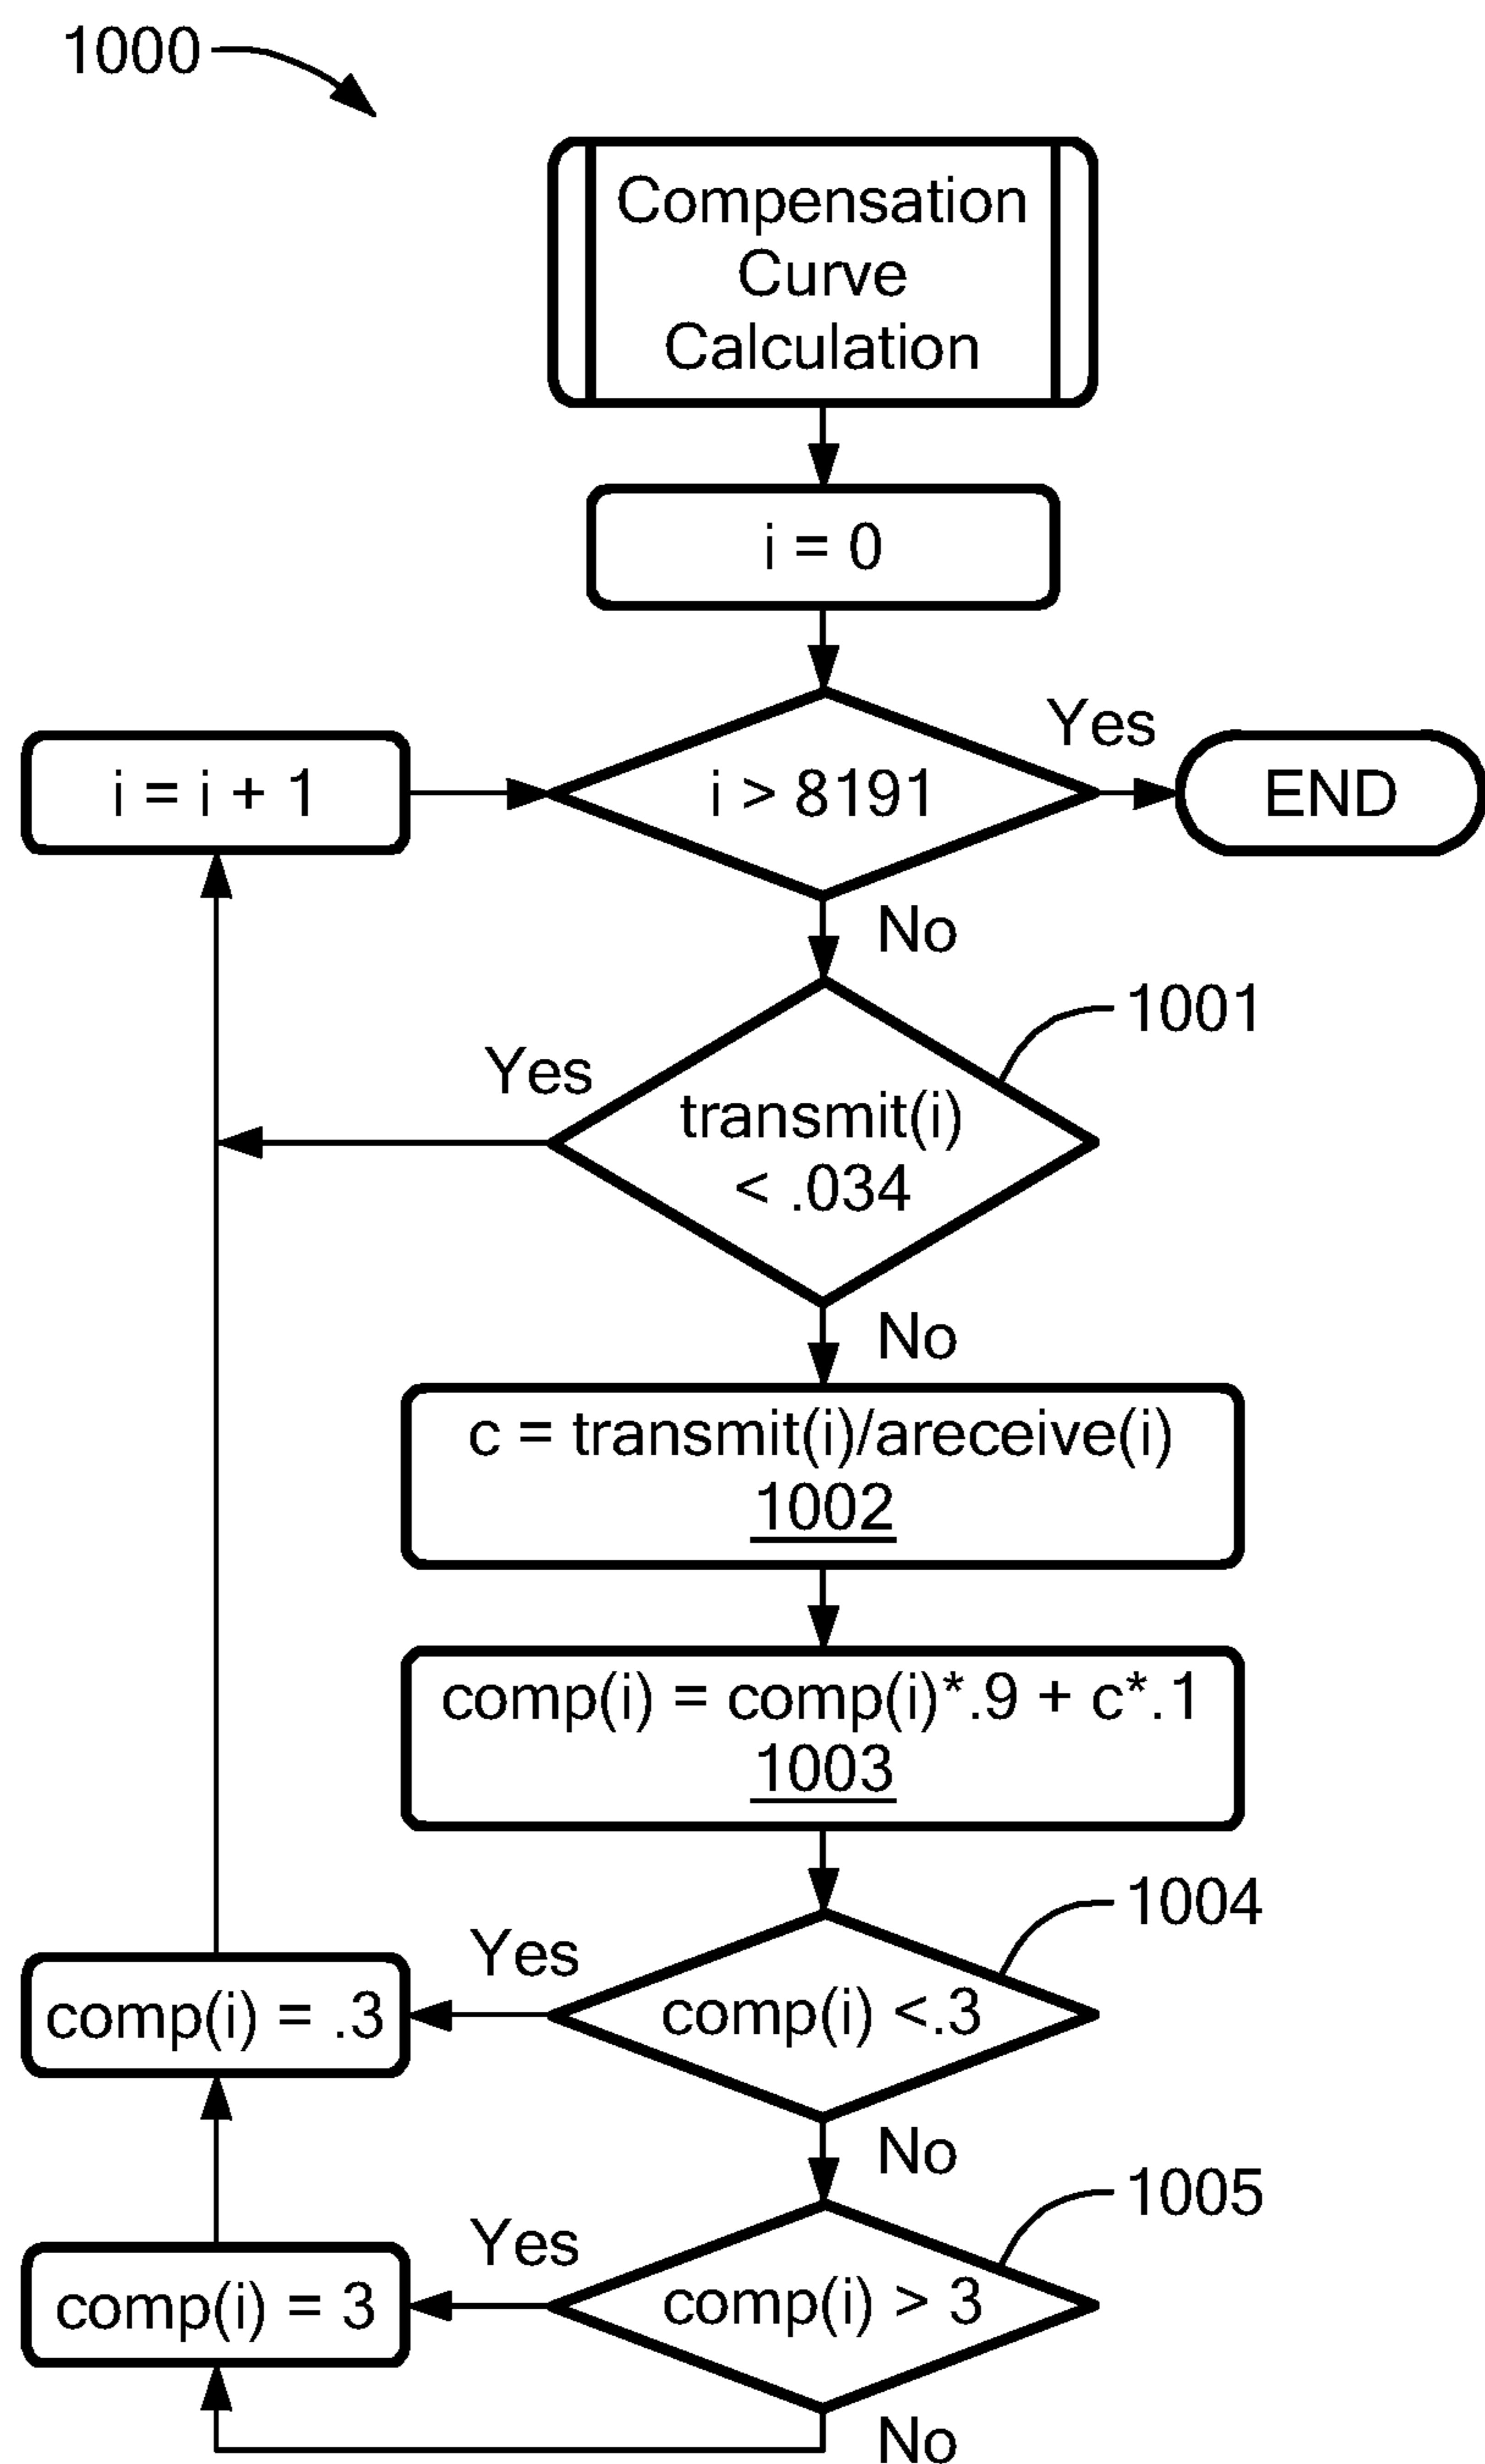 1000
Compensation
Curve
Calculation
i = 0
i = i + 1
i > 8191
Yes
END
No
1001
Yes
transmit(i)
< .034
No
c = transmit(i)/areceive(i)
1002
comp(i) = comp(i)*.9 + c*.1
1003
1004
Yes
comp(i) = .3
comp(i) <.3
No
1005
Yes
comp(i) = 3
comp(i) > 3
No